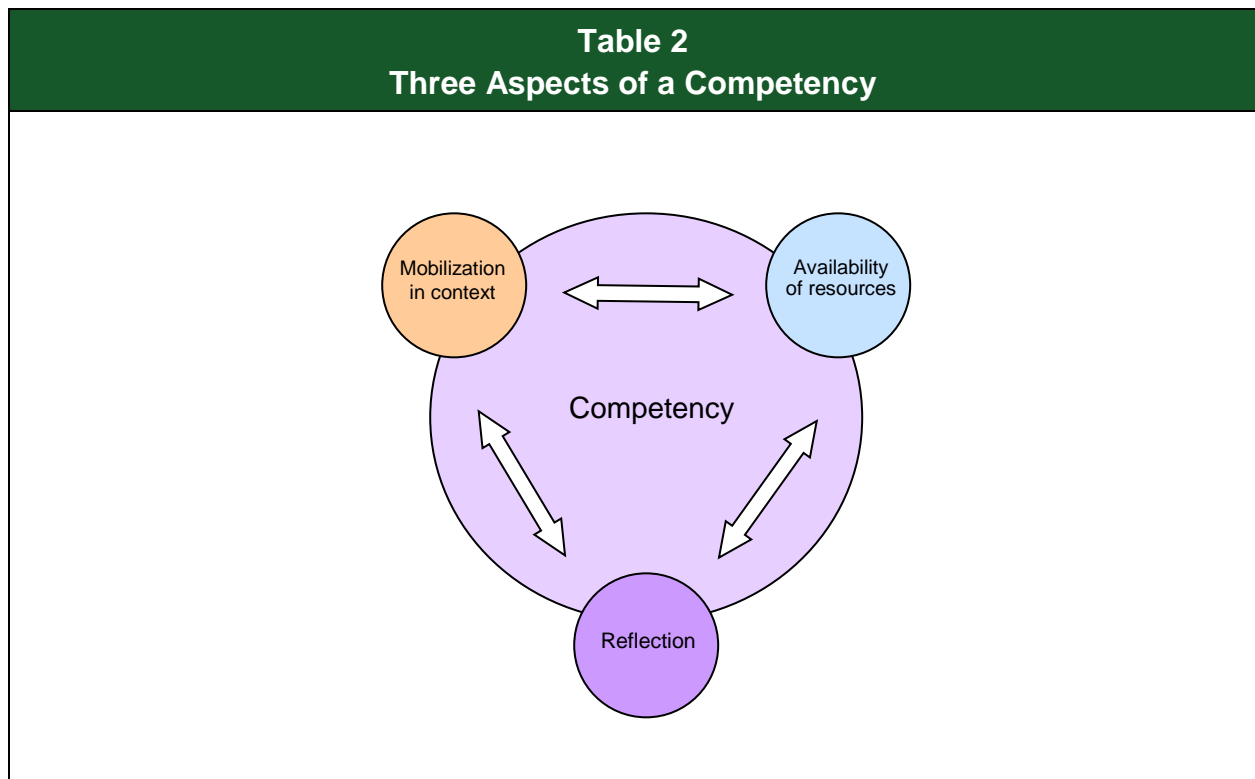 Table 2
Three Aspects of a Competency
Mobilization
in context
Availability
of resources
Competency
Reflection